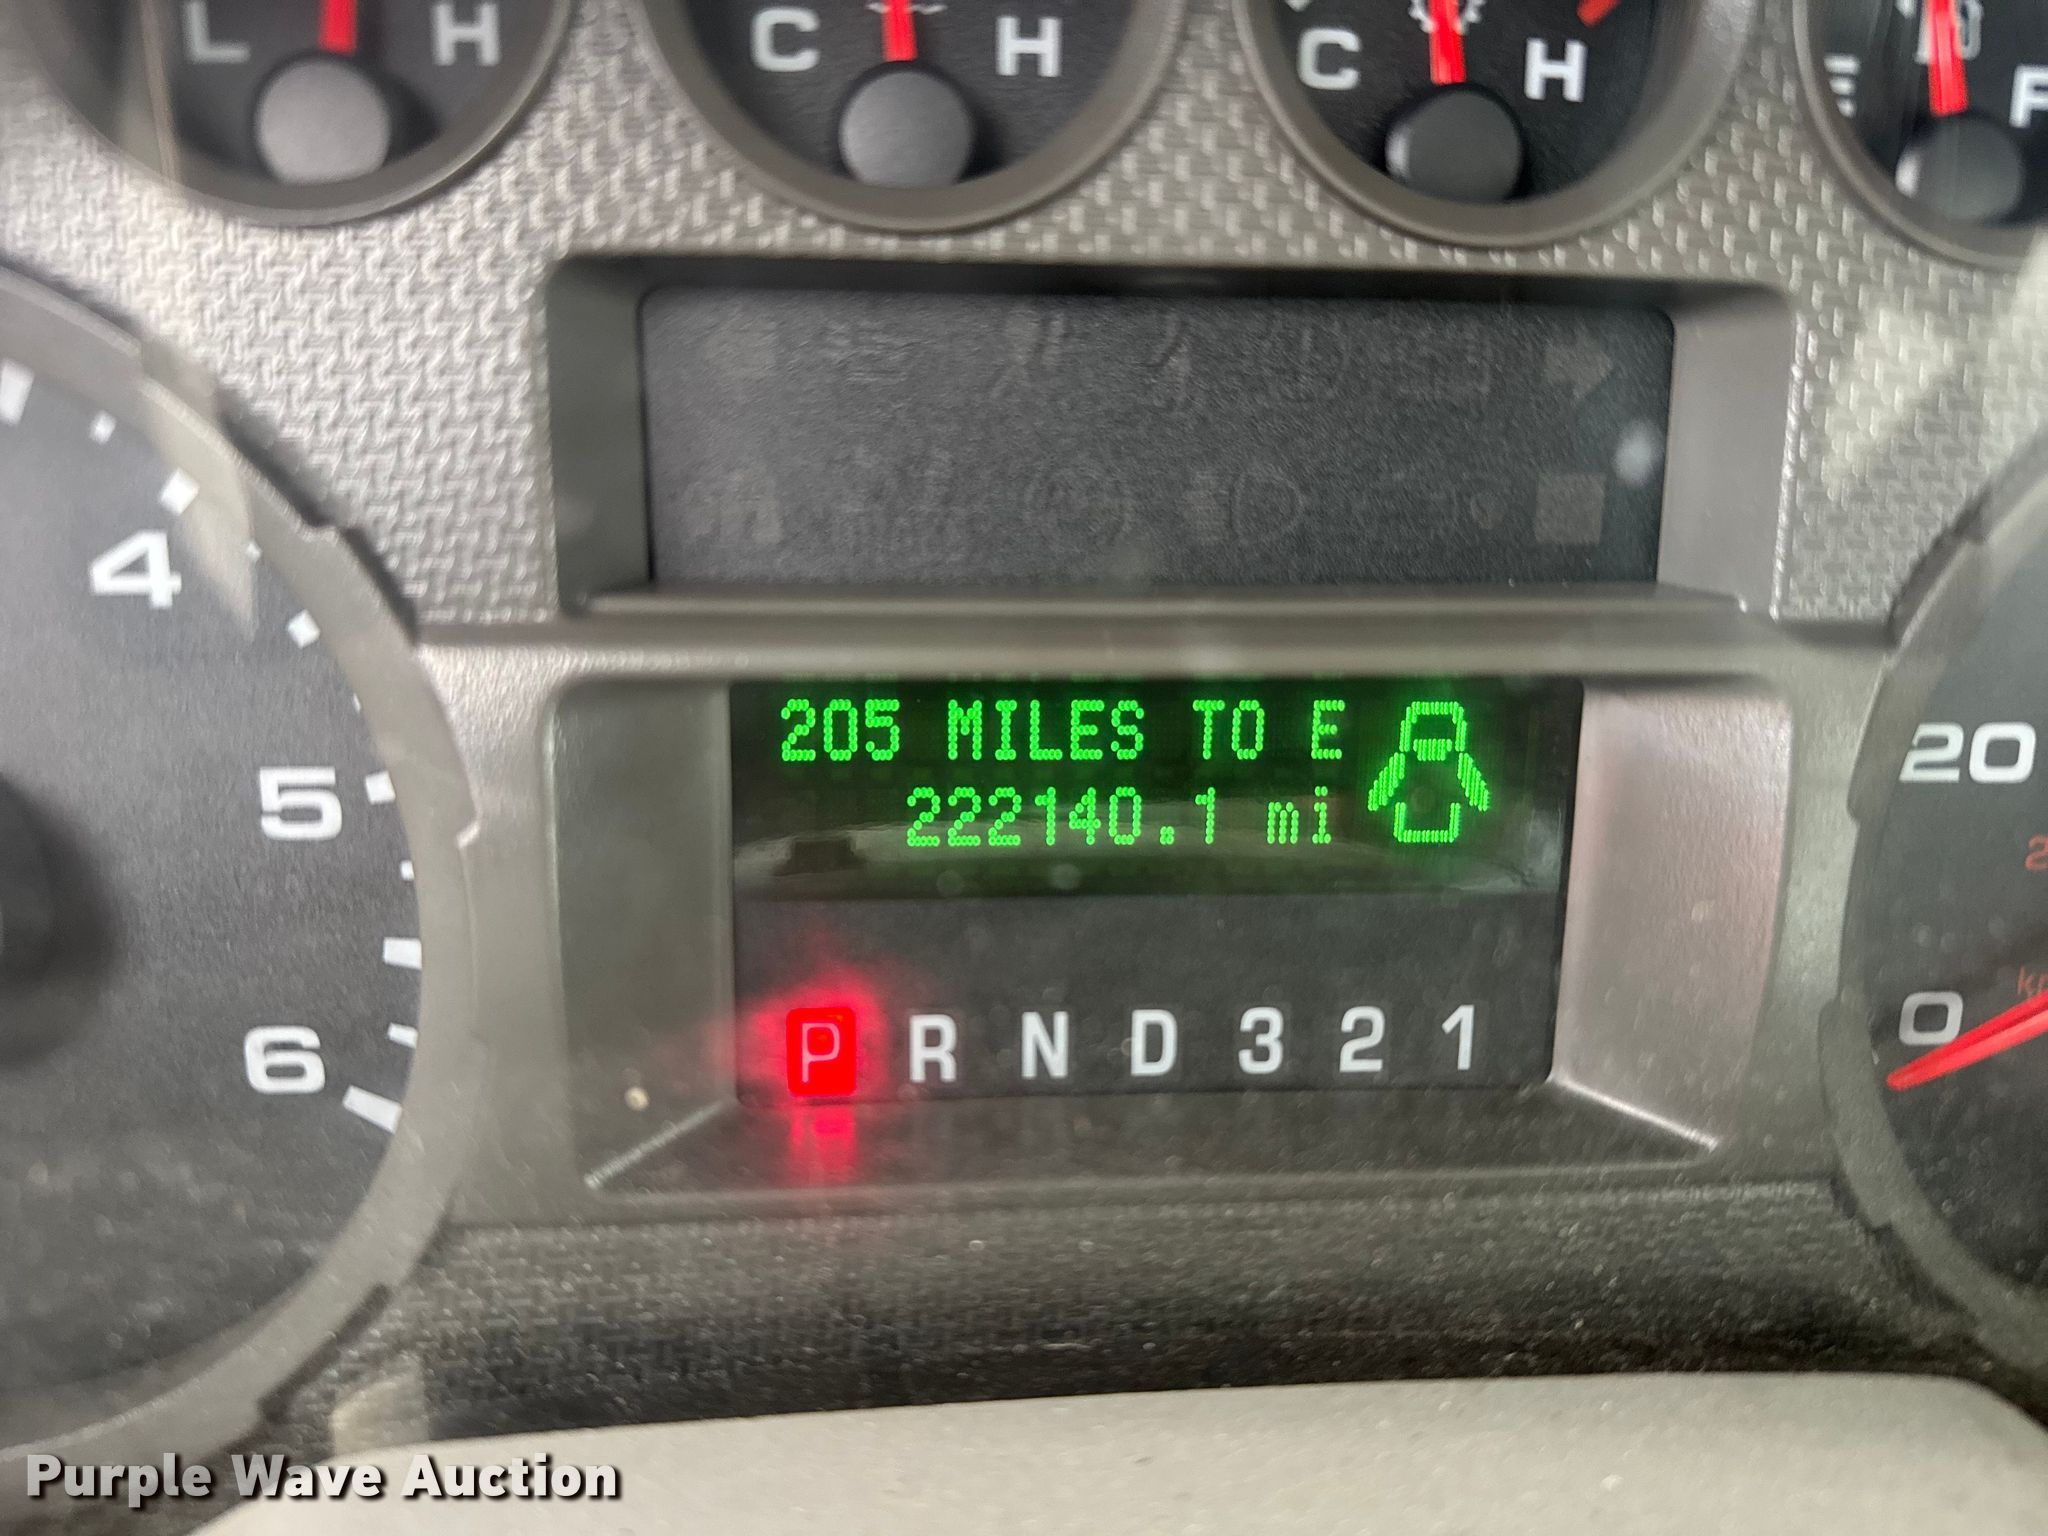 L H
C H
C H
E F
4
5
6
205 MILES TO E
222140.1 mi
P R N D 3 2 1
20
0
Purple Wave Auction